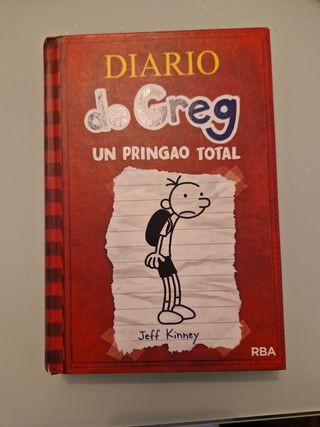 DIARIO
de Greg
UN PRINGAO TOTAL
Jeff Kinney
RBA